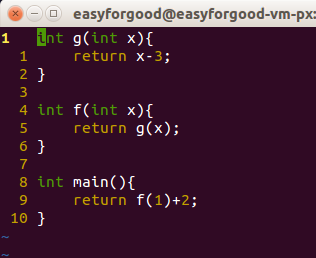 easyforgood@easyforgood-vm-px:
1 int g(int x){
1 return x-3;
2 }
3
4 int f(int x){
5 return g(x);
6 }
7
8 int main(){
9 return f(1)+2;
10 }
~
~